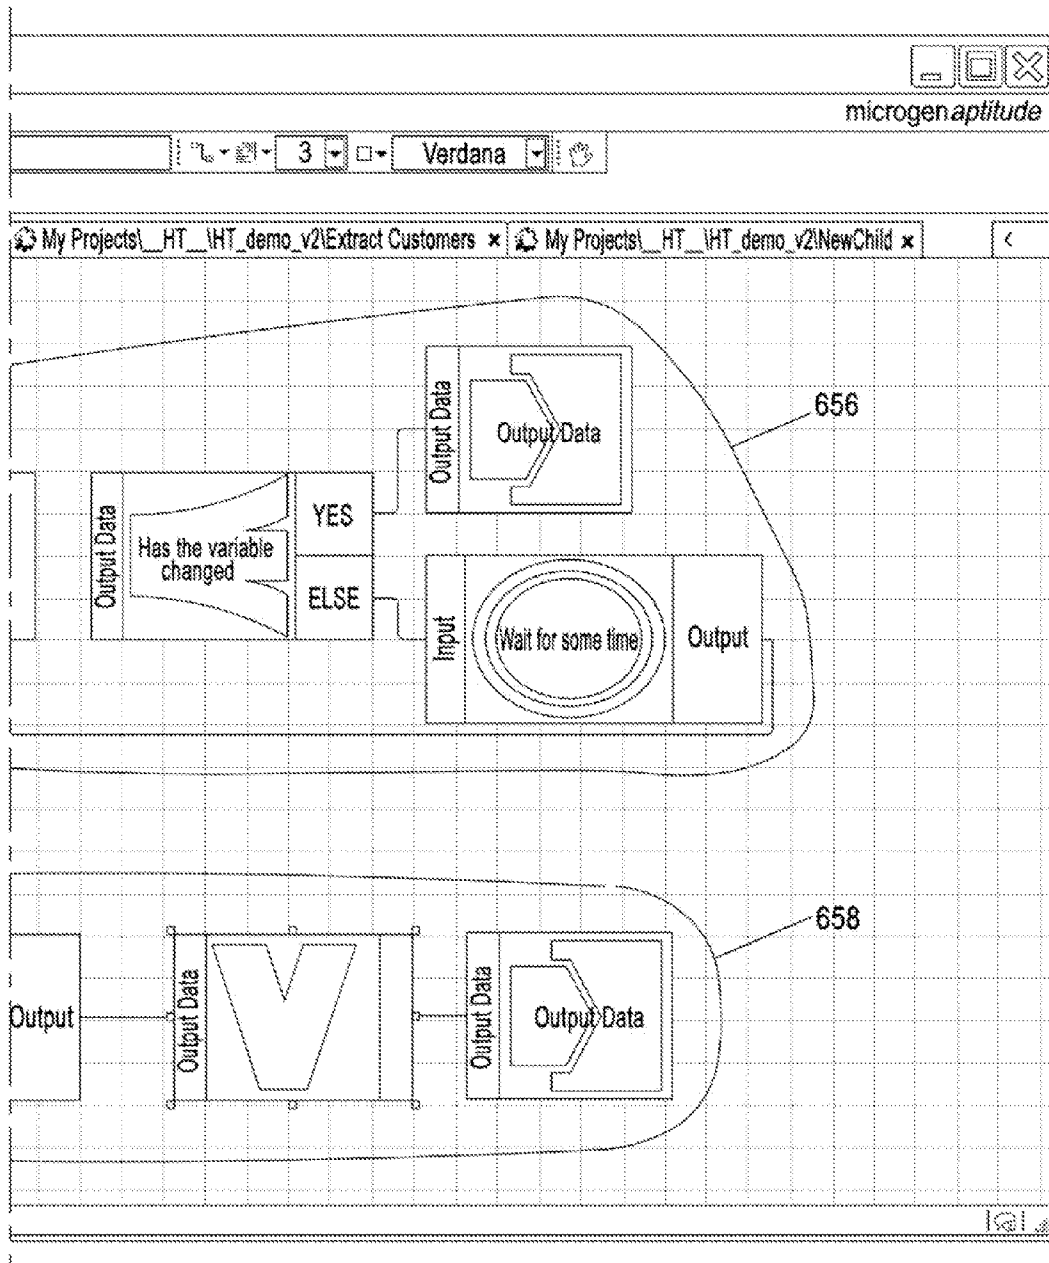 microgenaptitude
3
Verdana
My Projects\__HT__\HT_demo_v2\Extract Customers
My Projects\__HT__\HT_demo_v2\NewChild
Output Data
Output Data
656
Output Data
Has the variable
changed
YES
ELSE
Input
Wait for some time
Output
658
Output
Output Data
V
Output Data
Output Data